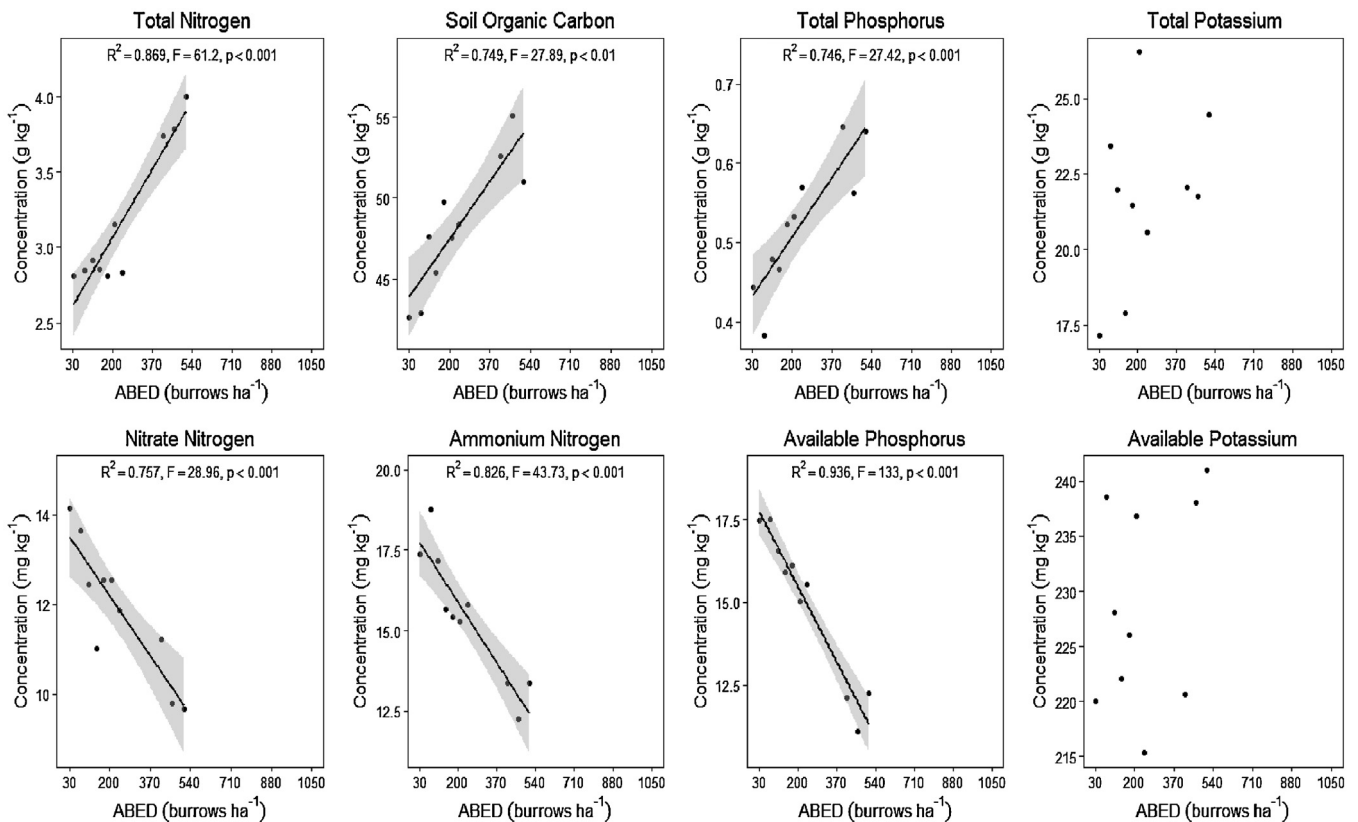 Total Nitrogen
R² = 0.869, F = 61.2, p < 0.001
Concentration (g kg⁻¹)
4.0
3.5
3.0
2.5
30 200 370 540 710 880 1050
ABED (burrows ha⁻¹)
Soil Organic Carbon
R² = 0.749, F = 27.89, p < 0.01
Concentration (g kg⁻¹)
55
50
45
30 200 370 540 710 880 1050
ABED (burrows ha⁻¹)
Total Phosphorus
R² = 0.746, F = 27.42, p < 0.001
Concentration (g kg⁻¹)
0.7
0.6
0.5
0.4
30 200 370 540 710 880 1050
ABED (burrows ha⁻¹)
Total Potassium
Concentration (g kg⁻¹)
25.0
22.5
20.0
17.5
30 200 370 540 710 880 1050
ABED (burrows ha⁻¹)
Nitrate Nitrogen
R² = 0.757, F = 28.96, p < 0.001
Concentration (mg kg⁻¹)
14
12
10
30 200 370 540 710 880 1050
ABED (burrows ha⁻¹)
Ammonium Nitrogen
R² = 0.826, F = 43.73, p < 0.001
Concentration (mg kg⁻¹)
20.0
17.5
15.0
12.5
30 200 370 540 710 880 1050
ABED (burrows ha⁻¹)
Available Phosphorus
R² = 0.936, F = 133, p < 0.001
Concentration (mg kg⁻¹)
17.5
15.0
12.5
30 200 370 540 710 880 1050
ABED (burrows ha⁻¹)
Available Potassium
Concentration (mg kg⁻¹)
240
235
230
225
220
215
30 200 370 540 710 880 1050
ABED (burrows ha⁻¹)